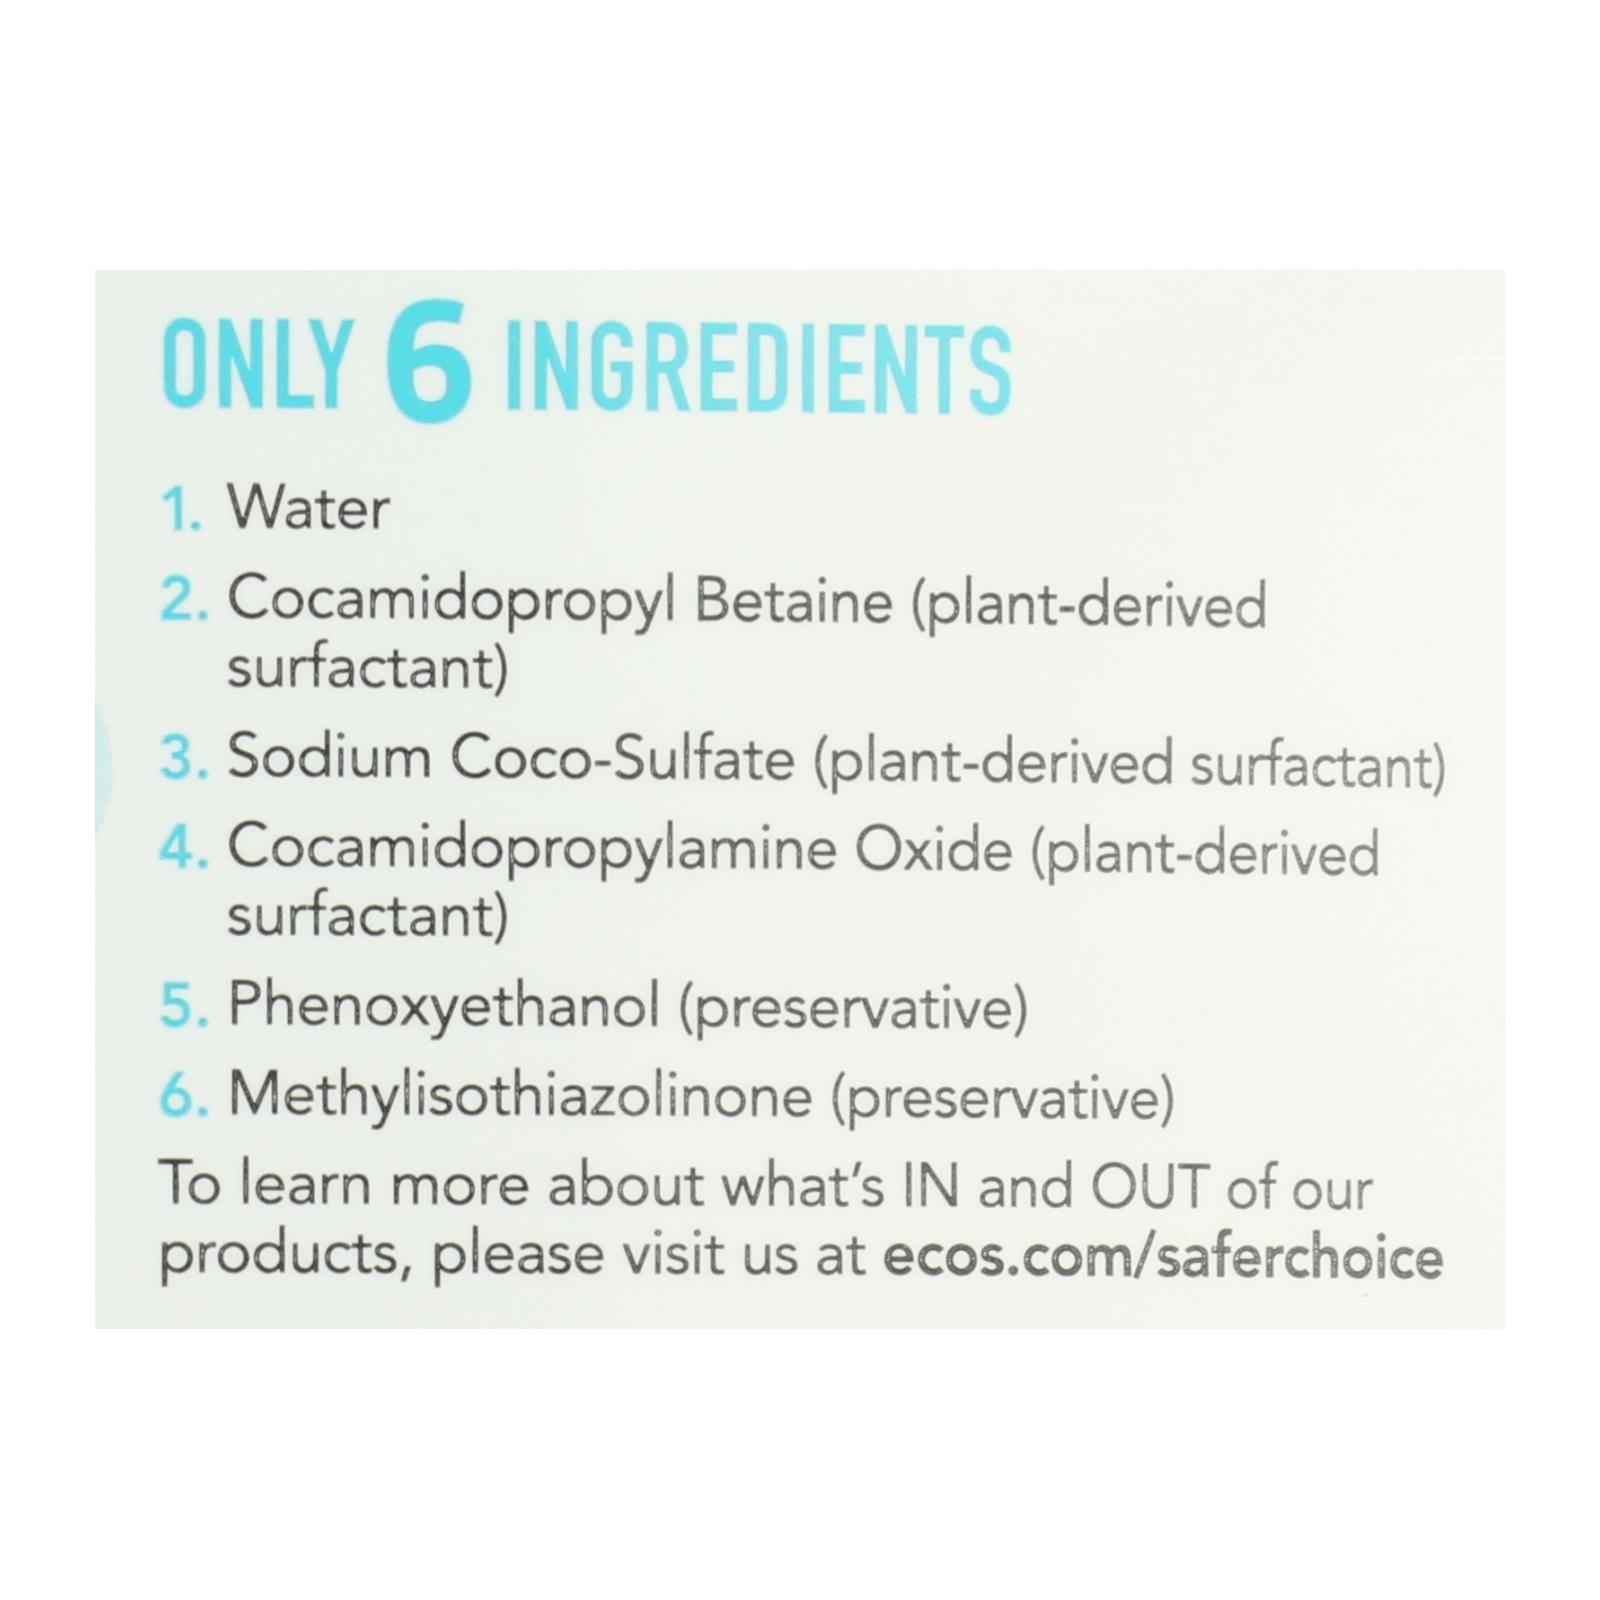 ONLY 6 INGREDIENTS
1. Water
2. Cocamidopropyl Betaine (plant-derived
surfactant)
3. Sodium Coco-Sulfate (plant-derived surfactant)
4. Cocamidopropylamine Oxide (plant-derived
surfactant)
5. Phenoxyethanol (preservative)
6. Methylisothiazolinone (preservative)
To learn more about what's IN and OUT of our
products, please visit us at ecos.com/saferchoice